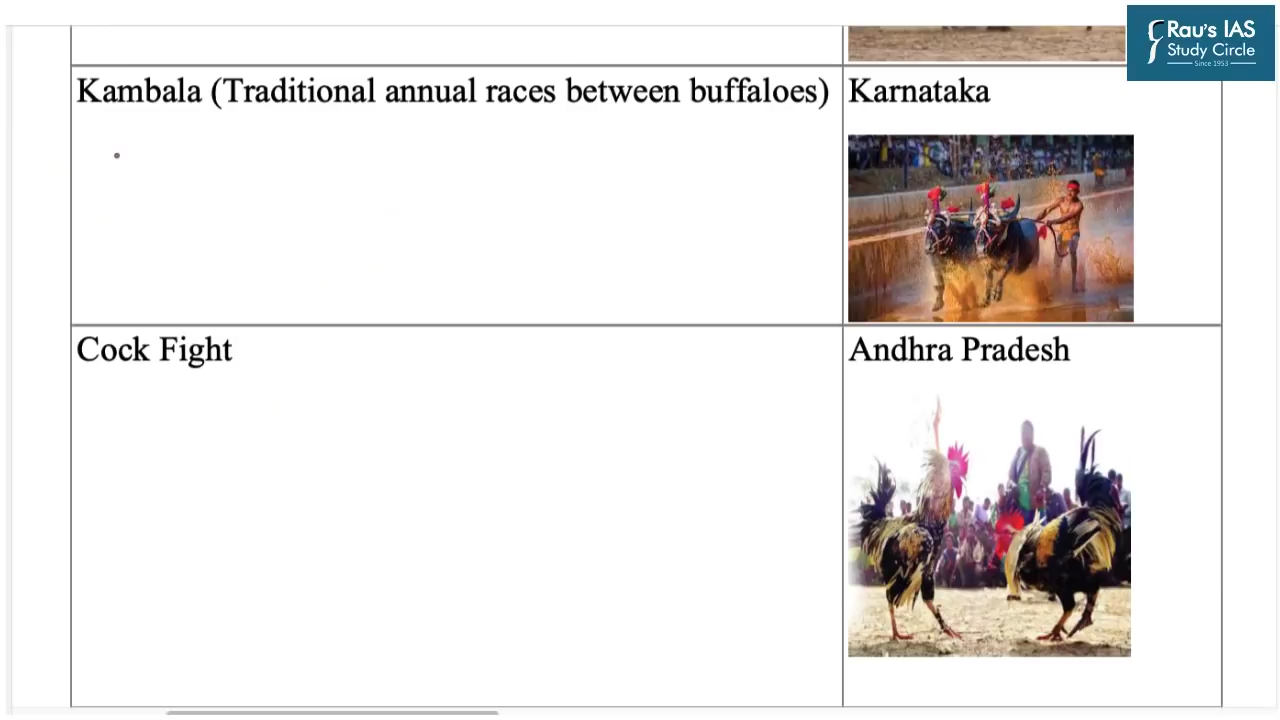 Rau's IAS
Study Circle
Since 1953
Kambala (Traditional annual races between buffaloes)
Karnataka
Cock Fight
Andhra Pradesh